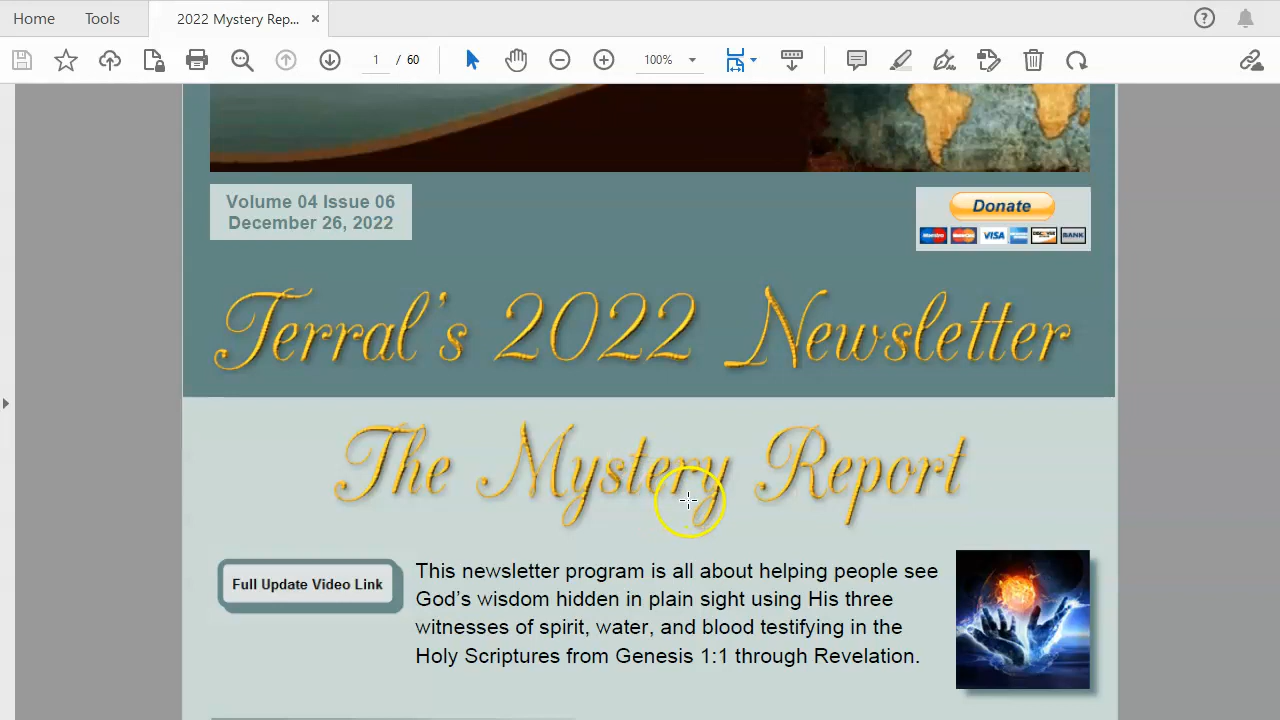 Home Tools 2022 Mystery Rep... ×
1 / 60 100%
Volume 04 Issue 06
December 26, 2022
Donate
Maestro MasterCard VISA DISCOVER BANK
Terral's 2022 Newsletter
The Mystery Report
Full Update Video Link
This newsletter program is all about helping people see
God's wisdom hidden in plain sight using His three
witnesses of spirit, water, and blood testifying in the
Holy Scriptures from Genesis 1:1 through Revelation.